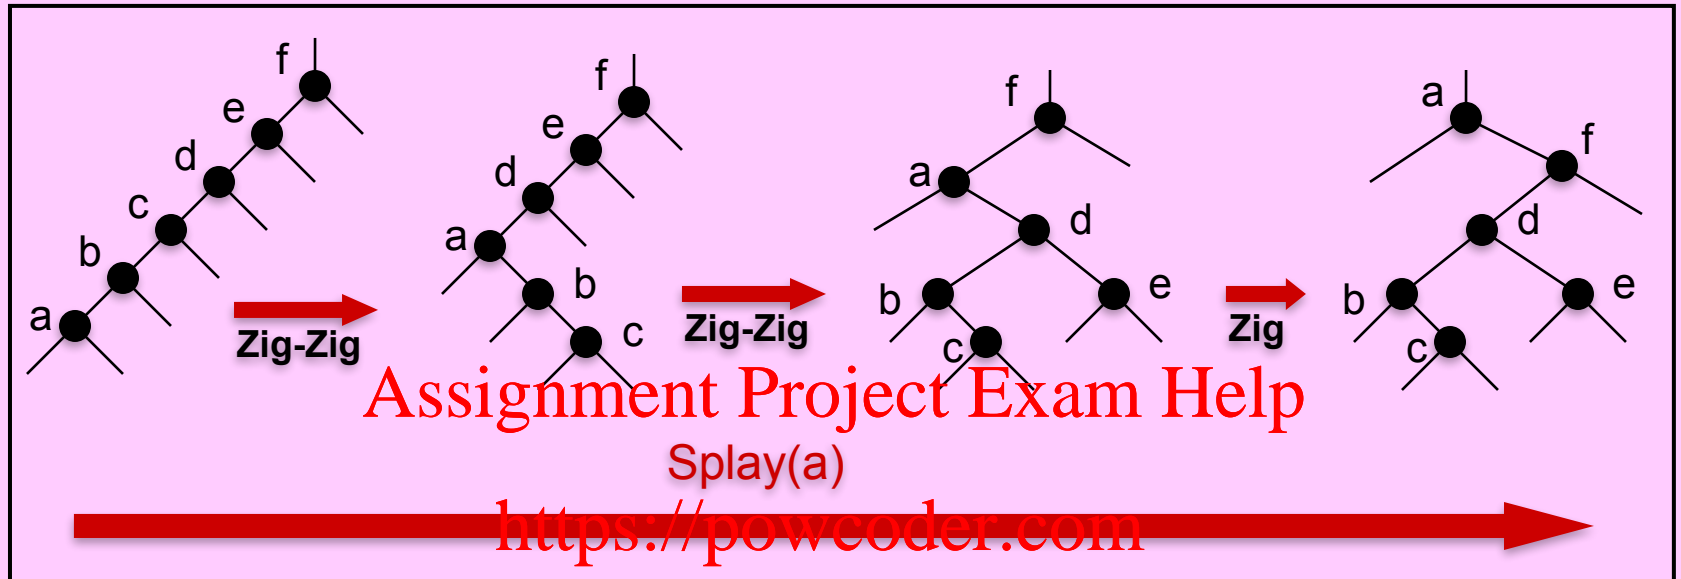 f
e
d
c
b
a
Zig-Zig
f
e
d
a
b
c
Zig-Zig
f
a
d
b
e
c
Zig
a
f
d
b
e
c
Assignment Project Exam Help
Splay(a)
https://powcoder.com